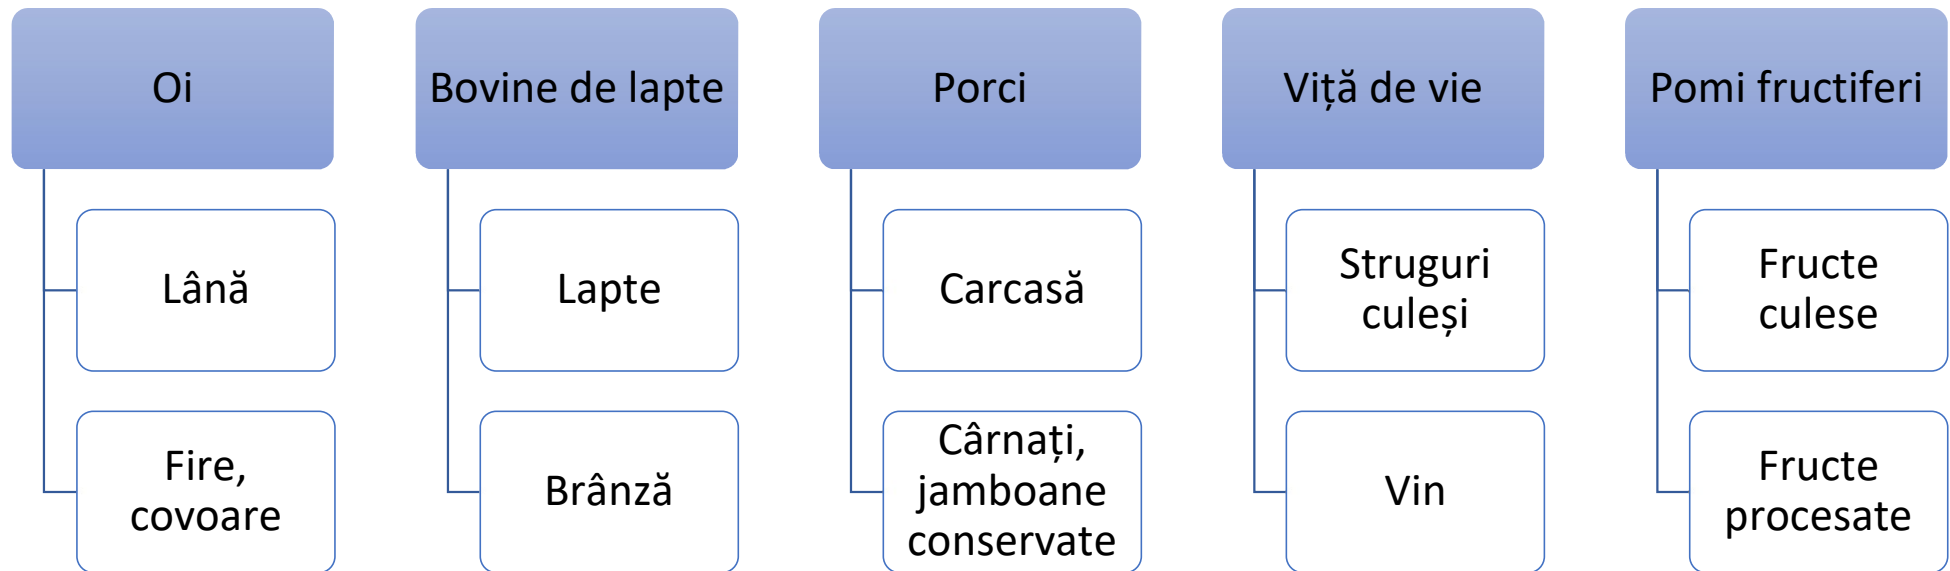 Oi
Lână
Fire,
covoare
Bovine de lapte
Lapte
Brânză
Porci
Carcasă
Cârnați,
jamboane
conservate
Viță de vie
Struguri
culeși
Vin
Pomi fructiferi
Fructe
culese
Fructe
procesate